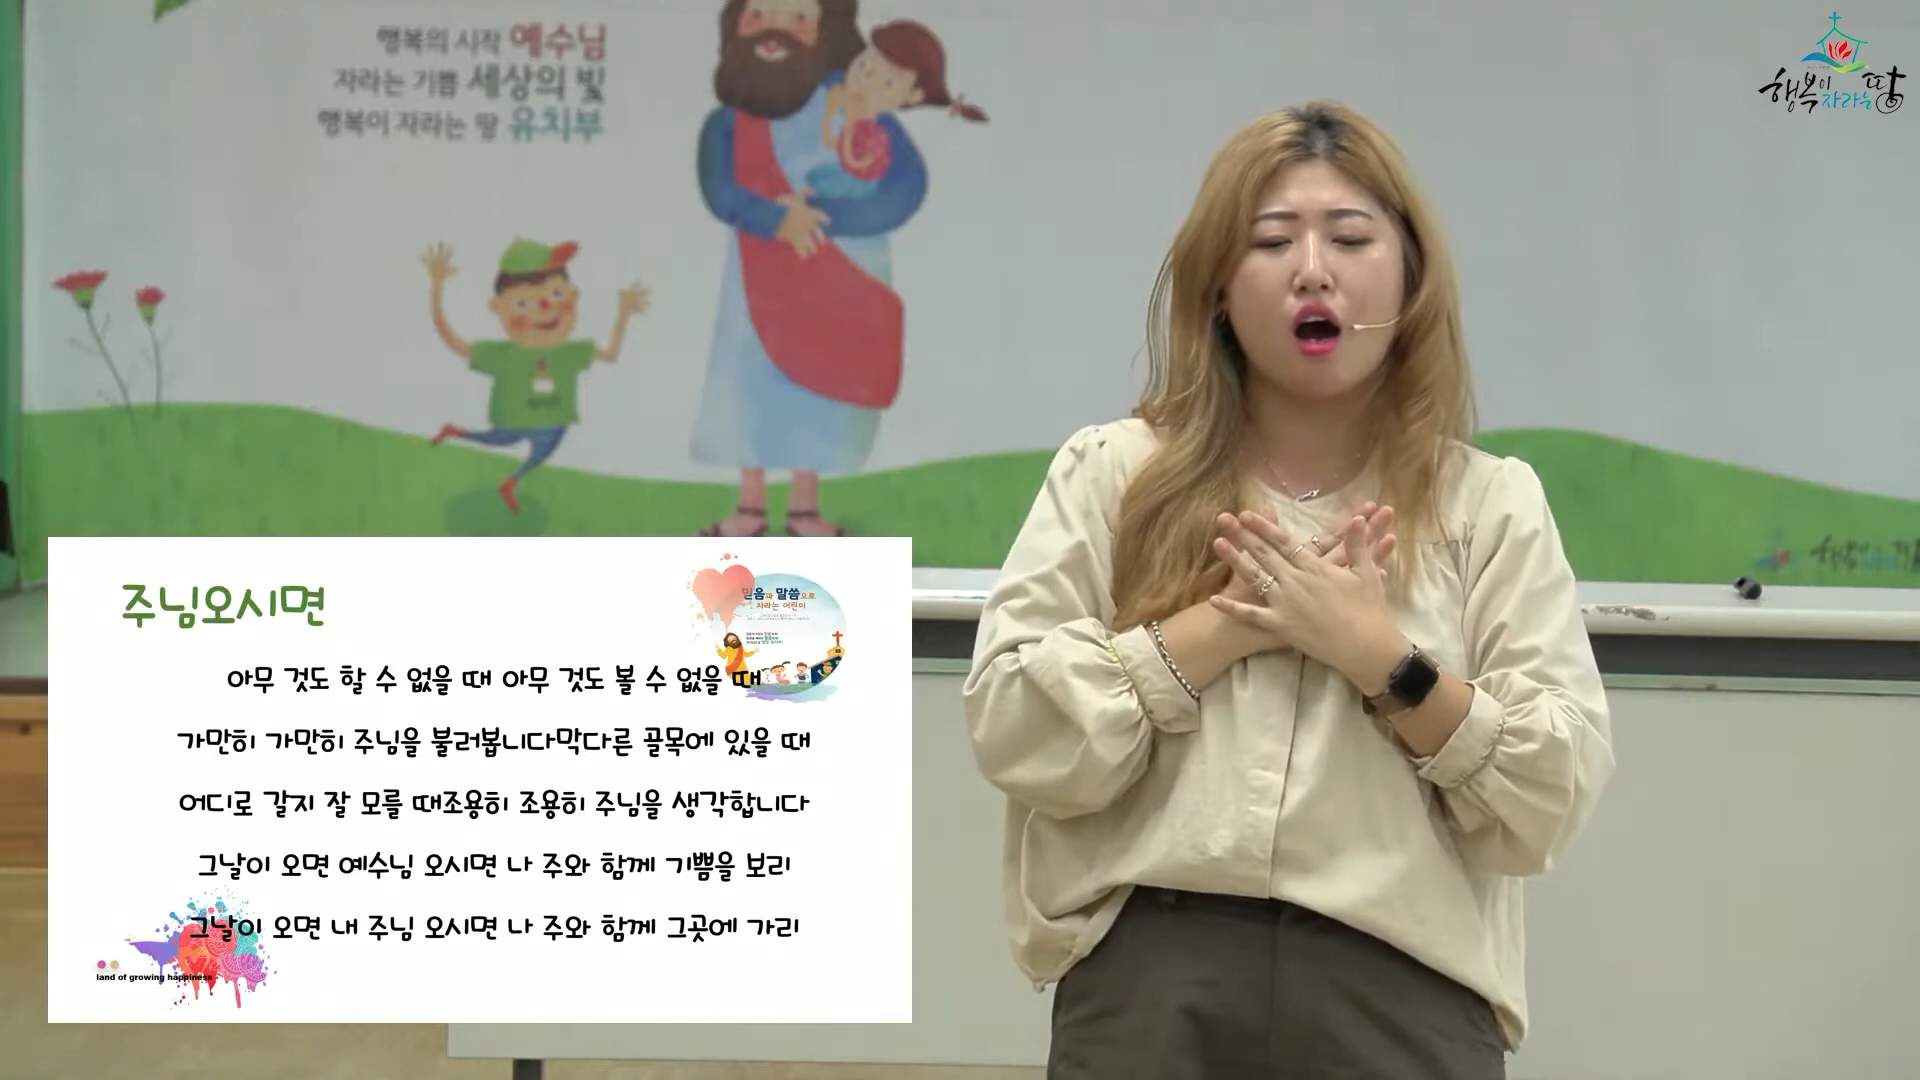 행복의 시작 예수님
자라는 기쁨 세상의 빛
행복이 자라는 땅 유치부
행복이 자라는 땅
주님오시면
믿음과 말씀으로
자라는 어린이
아무 것도 할 수 없을 때 아무 것도 볼 수 없을 때
가만히 가만히 주님을 불러봅니다막다른 골목에 있을 때
어디로 갈지 잘 모를 때조용히 조용히 주님을 생각합니다
그날이 오면 예수님 오시면 나 주와 함께 기쁨을 보리
그날이 오면 내 주님 오시면 나 주와 함께 그곳에 가리
land of growing happiness